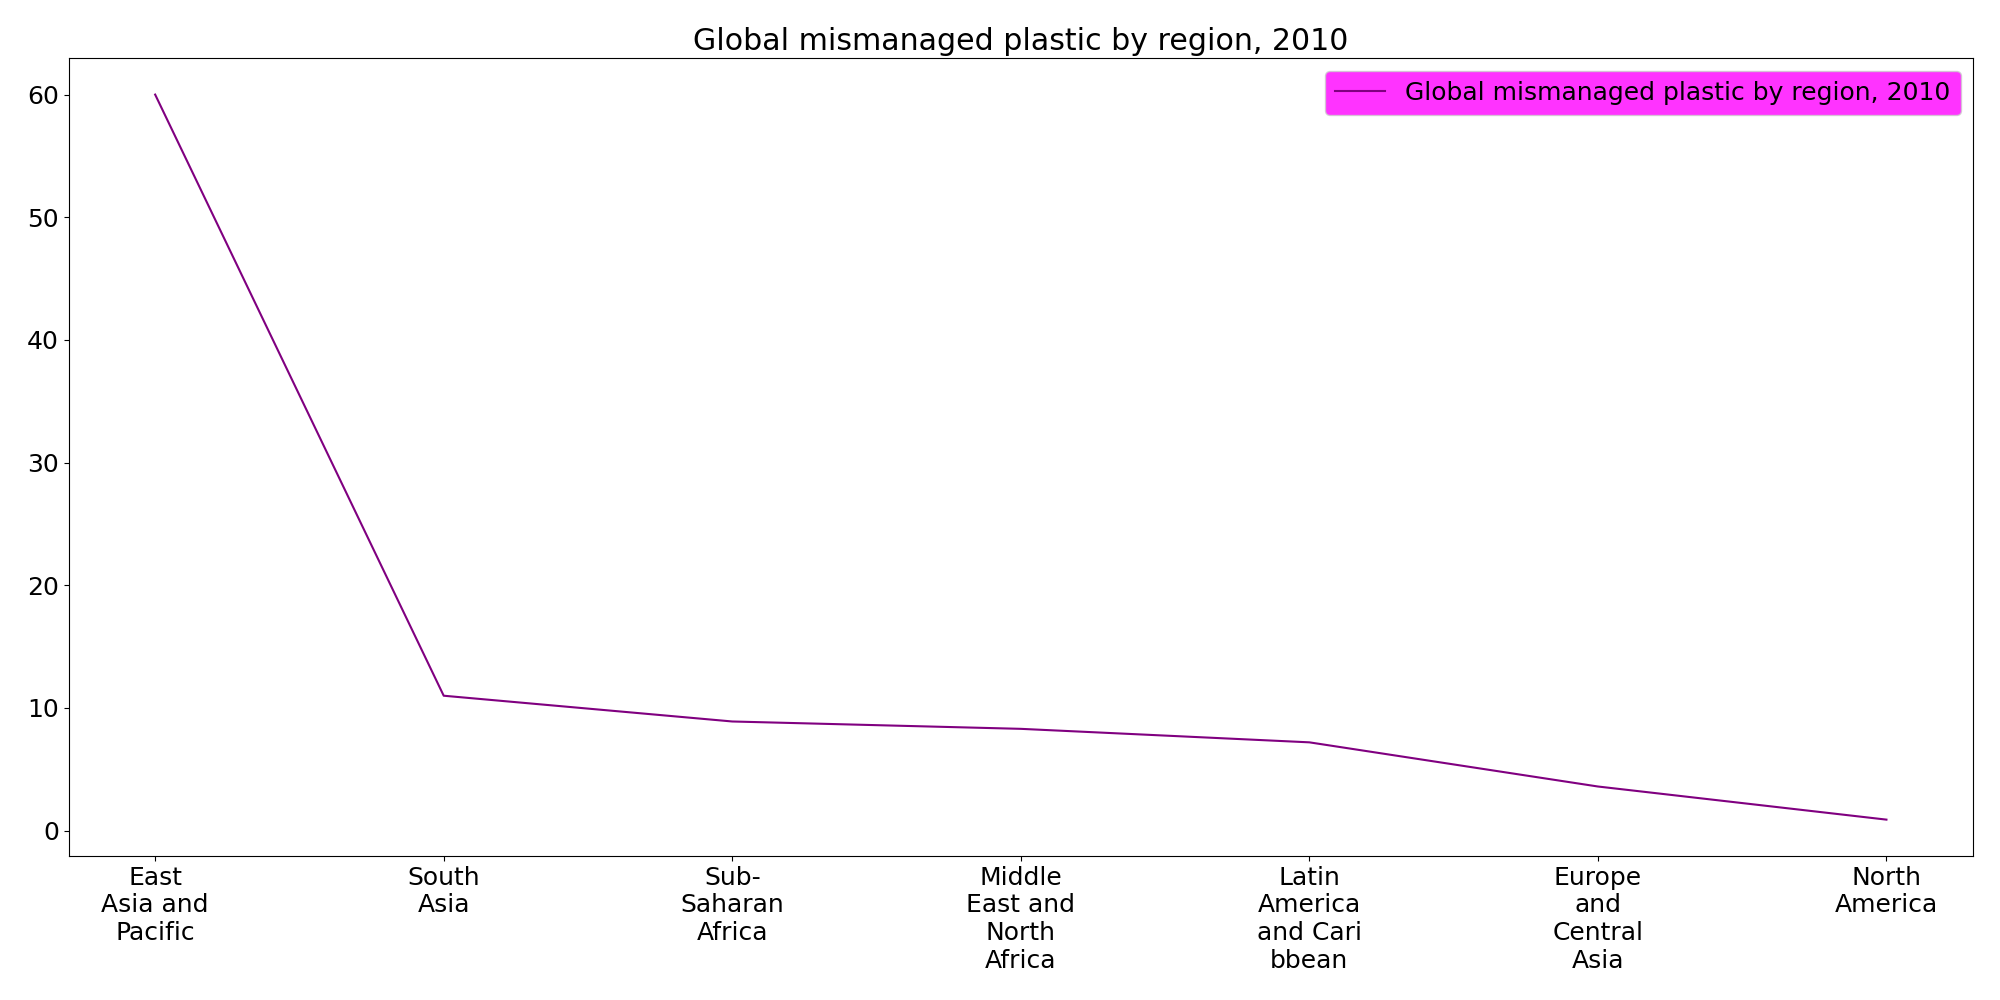 Global mismanaged plastic by region, 2010
Global mismanaged plastic by region, 2010
60
50
40
30
20
10
0
East
Asia and
Pacific
South
Asia
Sub-
Saharan
Africa
Middle
East and
North
Africa
Latin
America
and Cari
bbean
Europe
and
Central
Asia
North
America